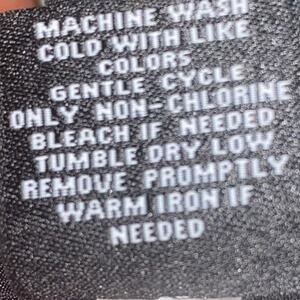 MACHINE WASH
COLD WITH LIKE
COLORS
GENTLE CYCLE
ONLY NON-CHLORINE
BLEACH IF NEEDED
TUMBLE DRY LOW
REMOVE PROMPTLY
WARM IRON IF
NEEDED